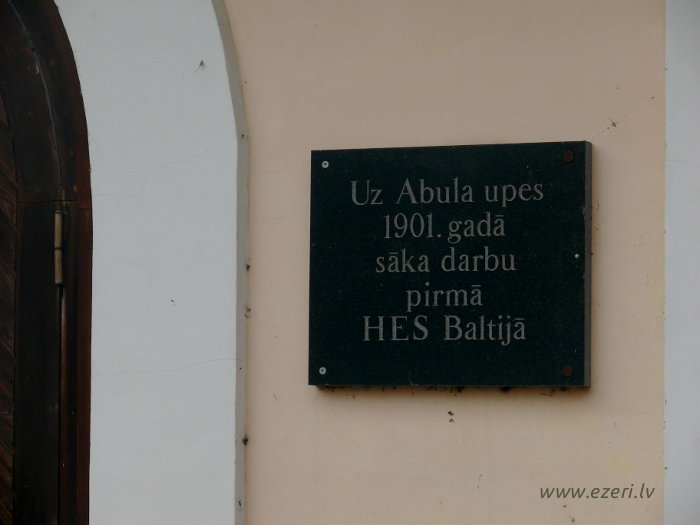 Uz Abula upes
1901. gadā
sāka darbu
pirmā
HES Baltijā
www.ezeri.lv